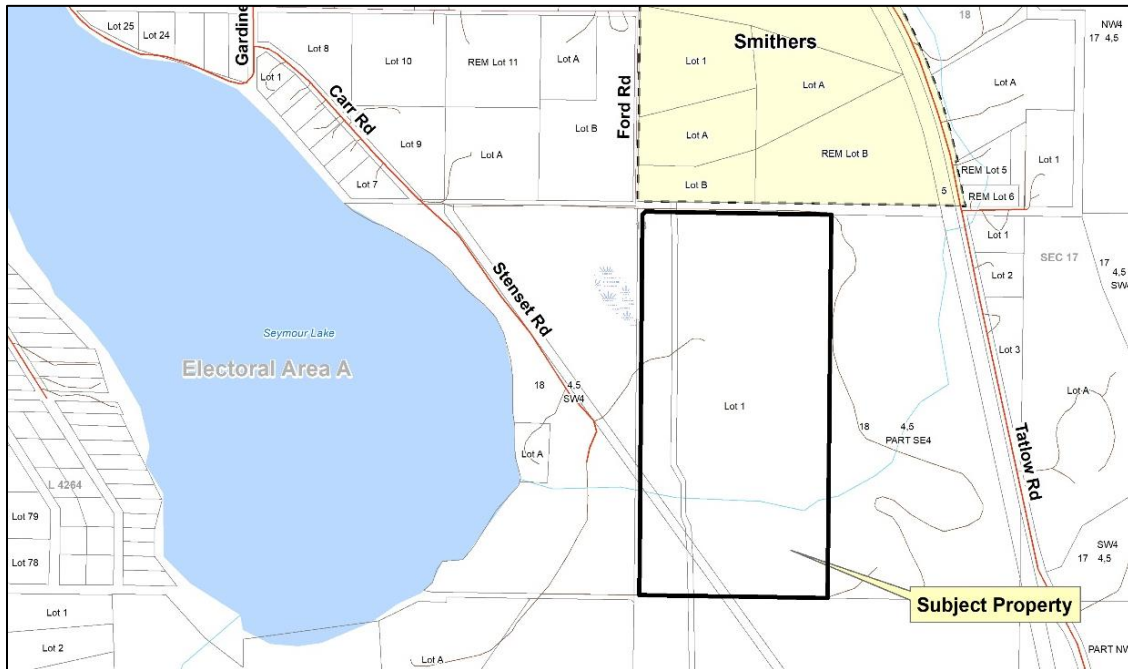 Lot 25
Lot 24
Gardine
Lot 8
Lot 10
REM Lot 11
Lot A
Lot 1
Carr Rd
Lot 9
Lot A
Lot B
Lot 7
Ford Rd
Smithers
Lot 1
Lot A
Lot A
REM Lot B
Lot B
18
NW4
17 4,5
Lot A
Lot 1
REM Lot 5
REM Lot 6
5
Lot 1
SEC 17
Lot 2
17
4,5
SW4
Lot 3
Lot A
Stenset Rd
Seymour Lake
Electoral Area A
18 4,5
SW4
Lot 1
18 4,5
PART SE4
Tatlow Rd
Lot A
L 4264
Lot 79
Lot 78
SW4
17 4,5
Subject Property
Lot 1
Lot 2
Lot A
PART NW